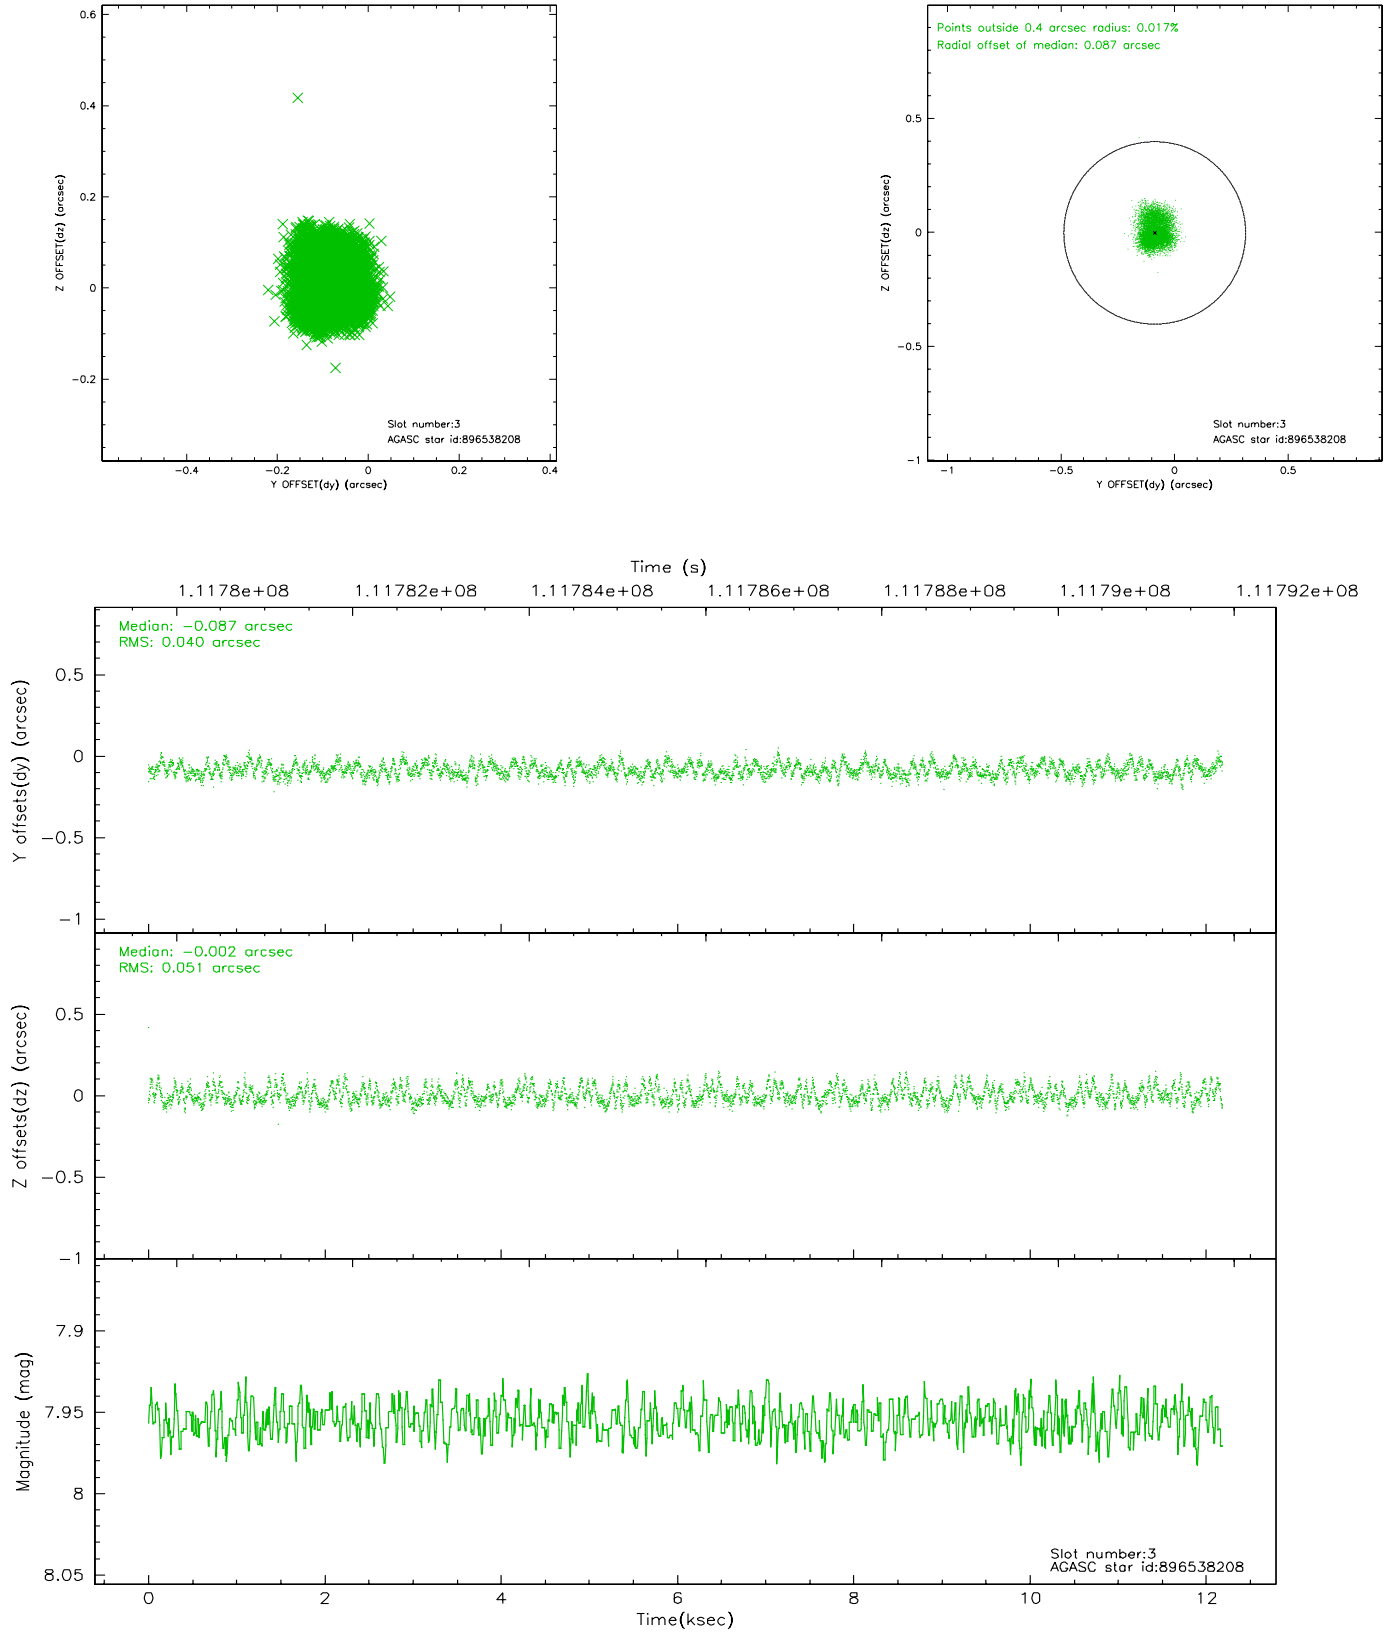 0.6
0.4
0.2
0
−0.2
Z OFFSET(dz) (arcsec)
−0.4 −0.2 0 0.2 0.4
Y OFFSET(dy) (arcsec)
Slot number:3
AGASC star id:896538208
Points outside 0.4 arcsec radius: 0.017%
Radial offset of median: 0.087 arcsec
0.5
0
−0.5
−1
Z OFFSET(dz) (arcsec)
−1 −0.5 0 0.5
Y OFFSET(dy) (arcsec)
Slot number:3
AGASC star id:896538208
Time (s)
1.1178e+08 1.11782e+08 1.11784e+08 1.11786e+08 1.11788e+08 1.1179e+08 1.11792e+08
Median: −0.087 arcsec
RMS: 0.040 arcsec
0.5
0
−0.5
−1
Y offsets(dy) (arcsec)
Median: −0.002 arcsec
RMS: 0.051 arcsec
0.5
0
−0.5
−1
Z offsets(dz) (arcsec)
7.9
7.95
8
8.05
Magnitude (mag)
Slot number:3
AGASC star id:896538208
0 2 4 6 8 10 12
Time(ksec)